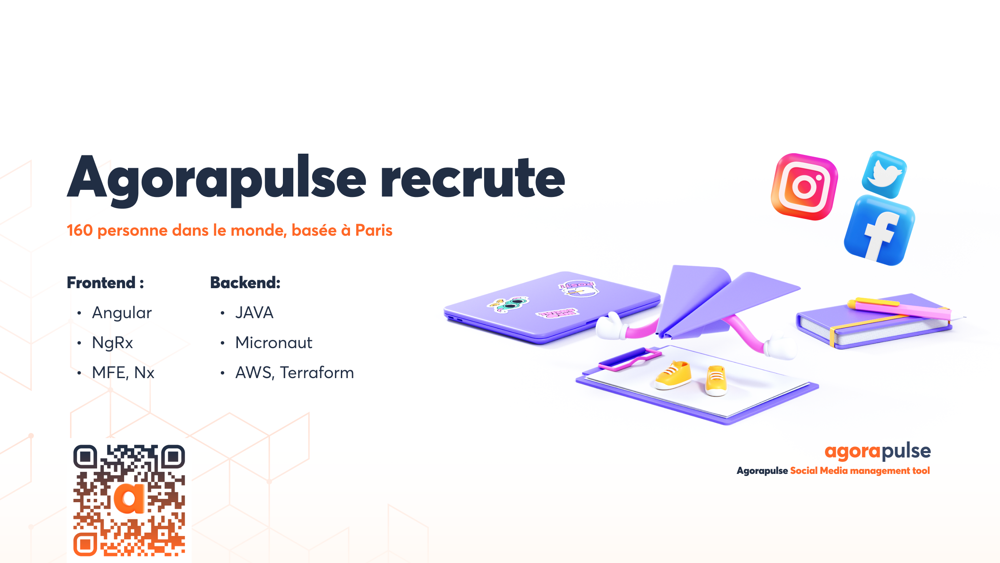 Agorapulse recrute
160 personne dans le monde, basée à Paris
Frontend :
• Angular
• NgRx
• MFE, Nx
Backend:
• JAVA
• Micronaut
• AWS, Terraform
agorapulse
Agorapulse Social Media management tool